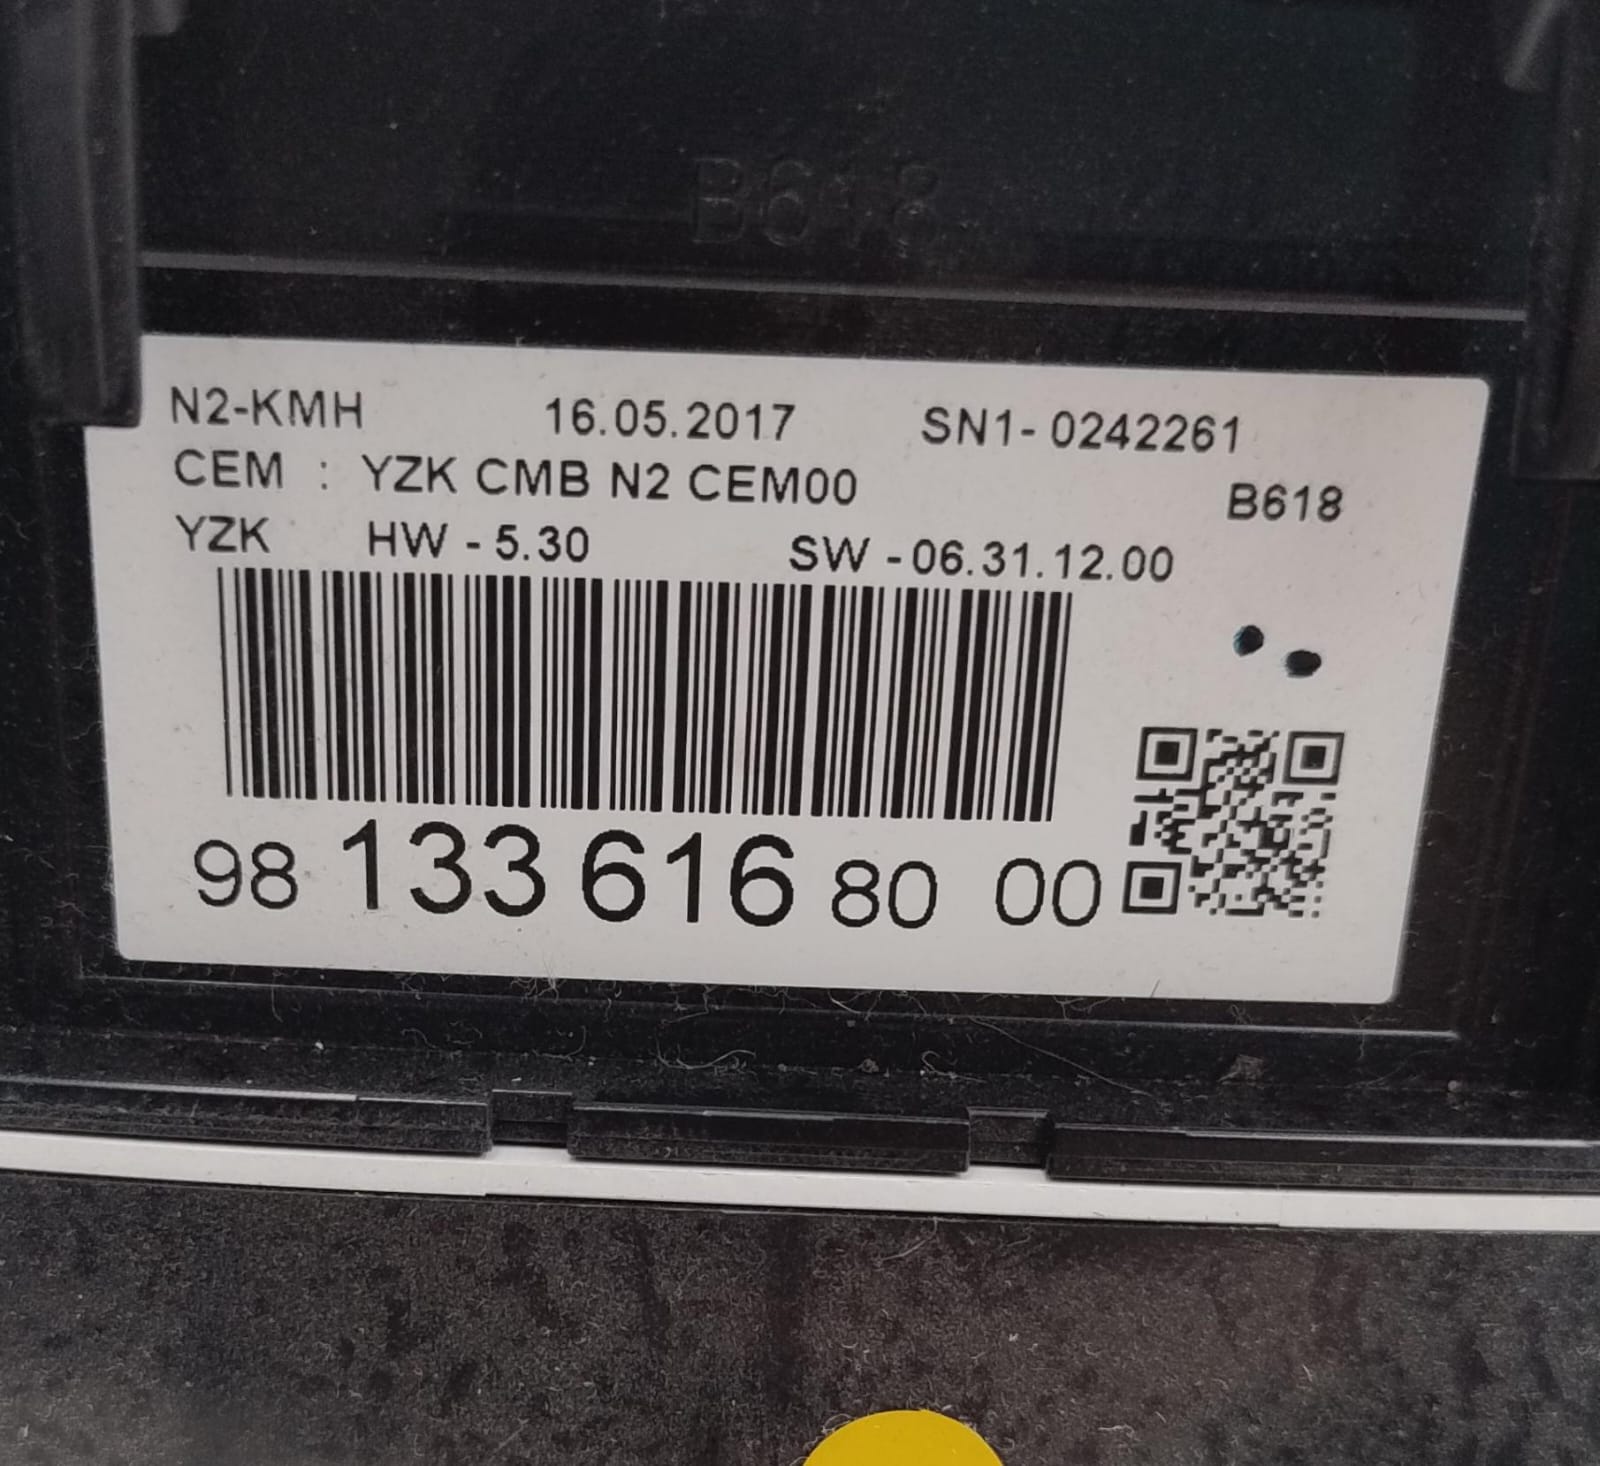 B618
N2-KMH 16.05.2017 SN1- 0242261
CEM : YZK CMB N2 CEM00 B618
YZK HW - 5.30 SW - 06.31.12.00
98 133 616 80 00